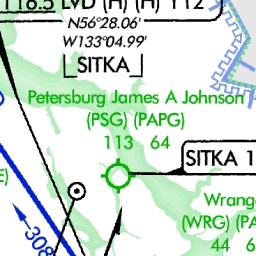 116.5 LVD (H) (H) 112
N56°28.06'
W133°04.99'
SITKA
Petersburg James A Johnson
(PSG) (PAPG)
113 64
SITKA 1
E)
Wrang
(WRG) (PA
44 6
308